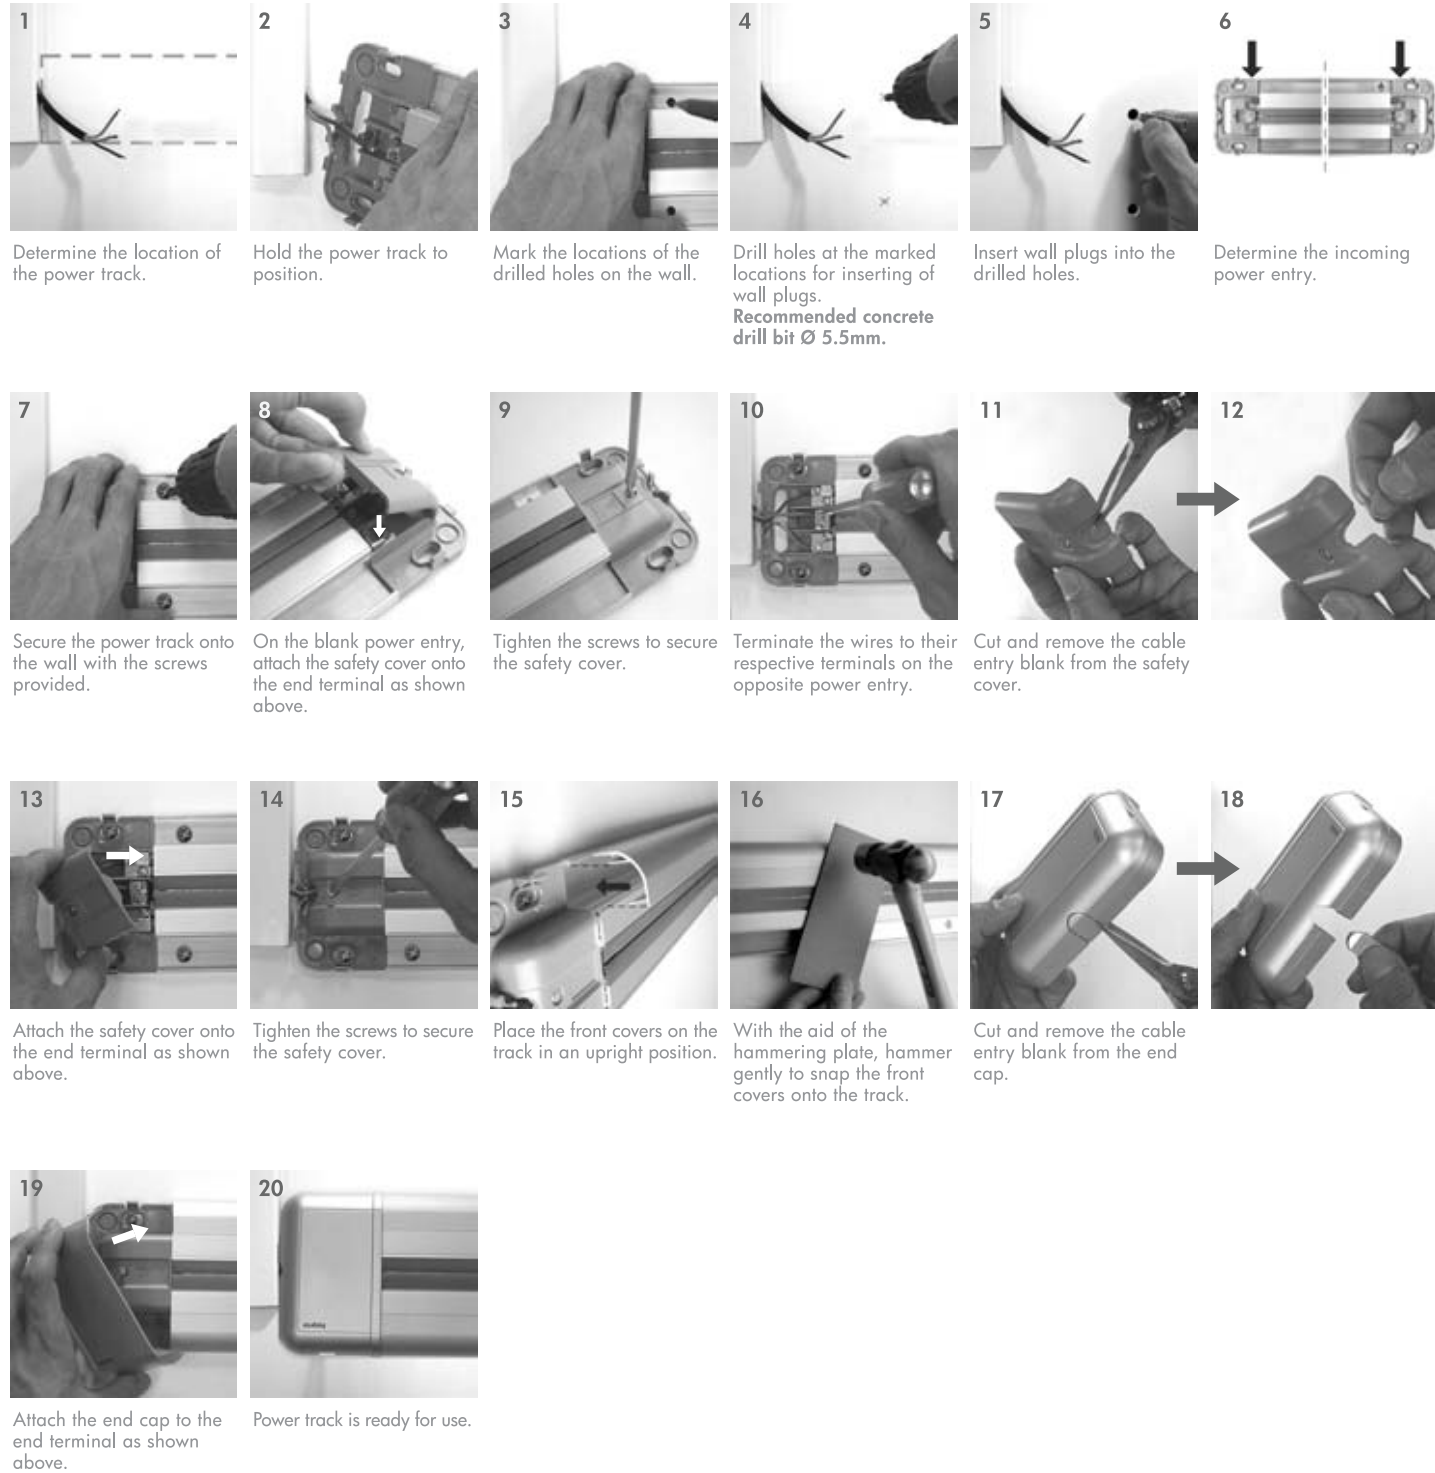 1
Determine the location of
the power track.
2
Hold the power track to
position.
3
Mark the locations of the
drilled holes on the wall.
4
Drill holes at the marked
locations for inserting of
wall plugs.
Recommended concrete
drill bit Ø 5.5mm.
5
Insert wall plugs into the
drilled holes.
6
Determine the incoming
power entry.
7
Secure the power track onto
the wall with the screws
provided.
8
On the blank power entry,
attach the safety cover onto
the end terminal as shown
above.
9
Tighten the screws to secure
the safety cover.
10
Terminate the wires to their
respective terminals on the
opposite power entry.
11
Cut and remove the cable
entry blank from the safety
cover.
12
13
Attach the safety cover onto
the end terminal as shown
above.
14
Tighten the screws to secure
the safety cover.
15
Place the front covers on the
track in an upright position.
16
With the aid of the
hammering plate, hammer
gently to snap the front
covers onto the track.
17
Cut and remove the cable
entry blank from the end
cap.
18
19
Attach the end cap to the
end terminal as shown
above.
20
Power track is ready for use.